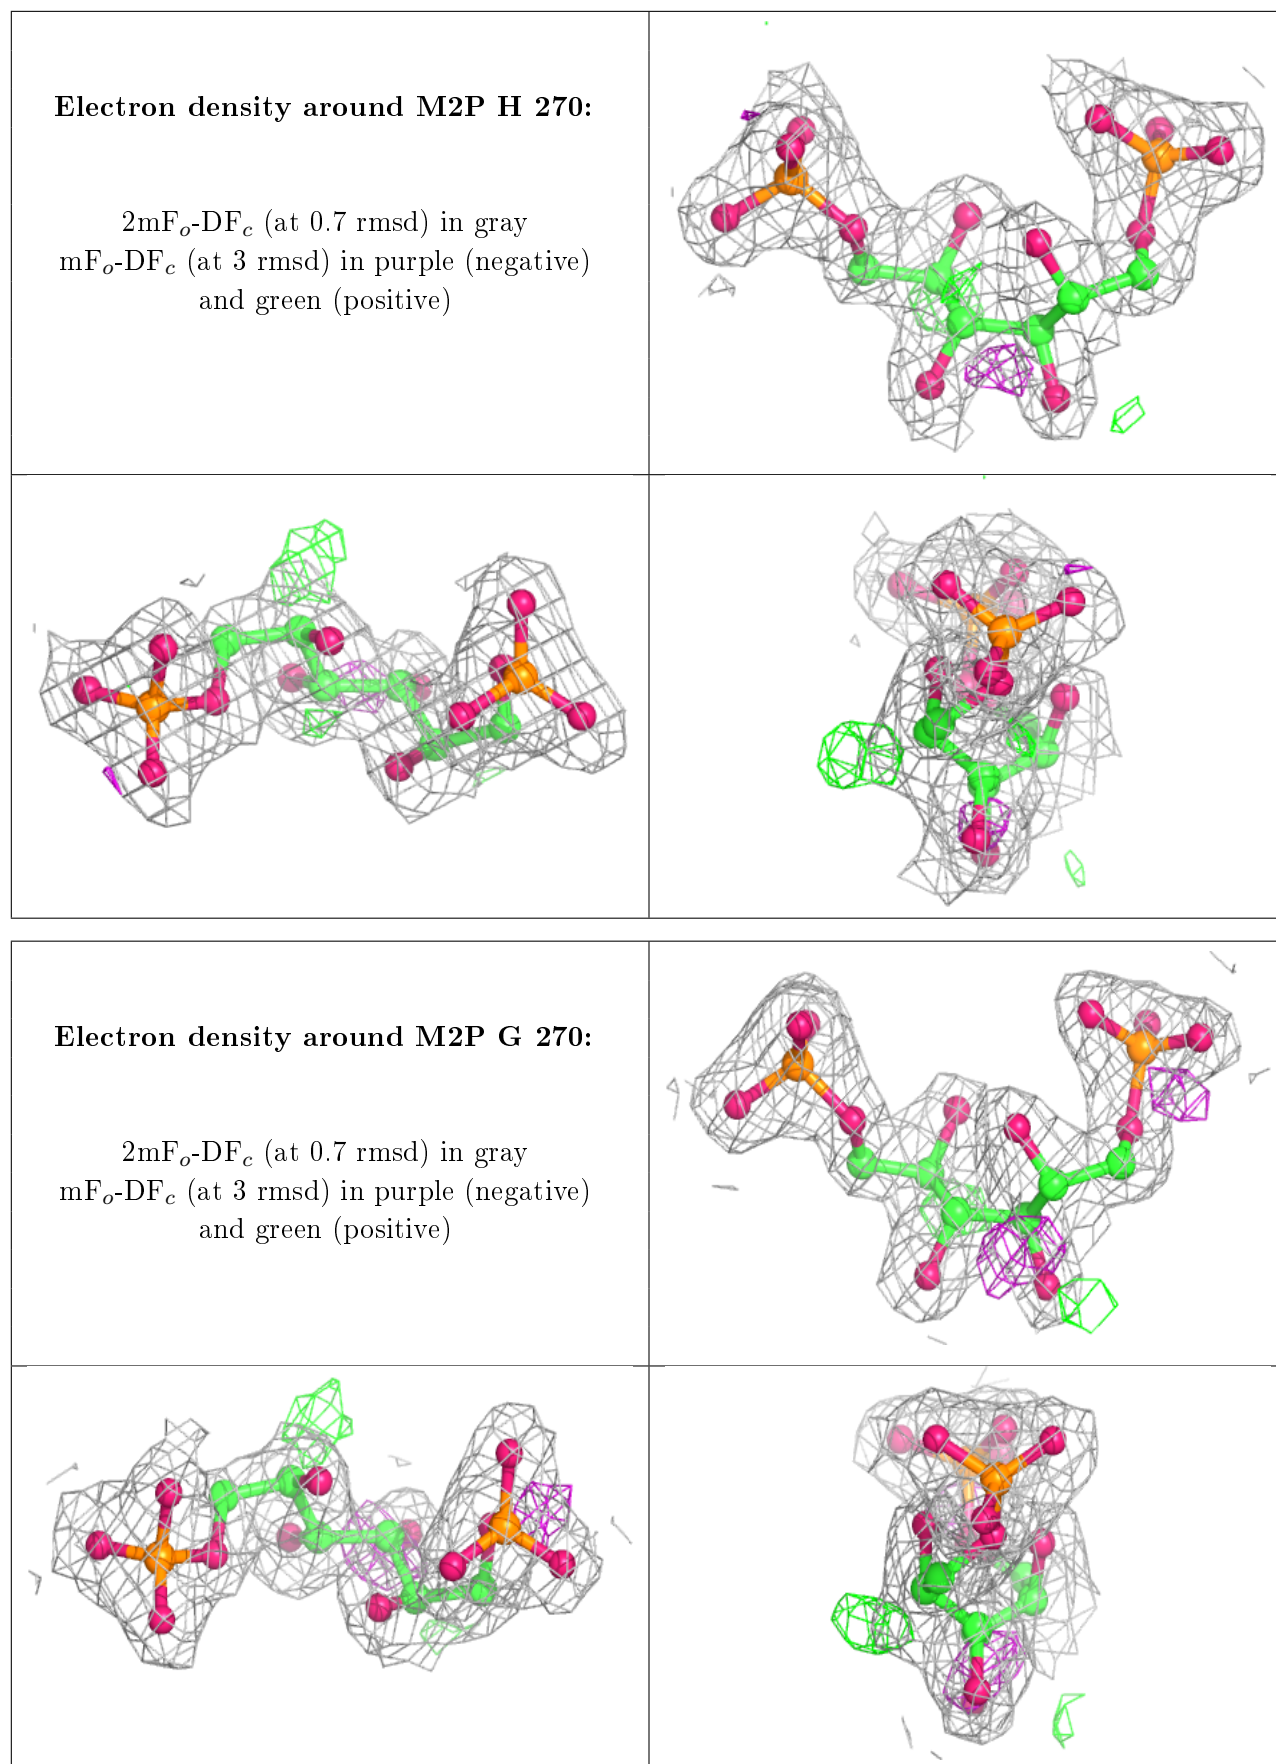 Electron density around M2P H 270:
2mFo-DFc (at 0.7 rmsd) in gray
mFo-DFc (at 3 rmsd) in purple (negative)
and green (positive)
Electron density around M2P G 270:
2mFo-DFc (at 0.7 rmsd) in gray
mFo-DFc (at 3 rmsd) in purple (negative)
and green (positive)